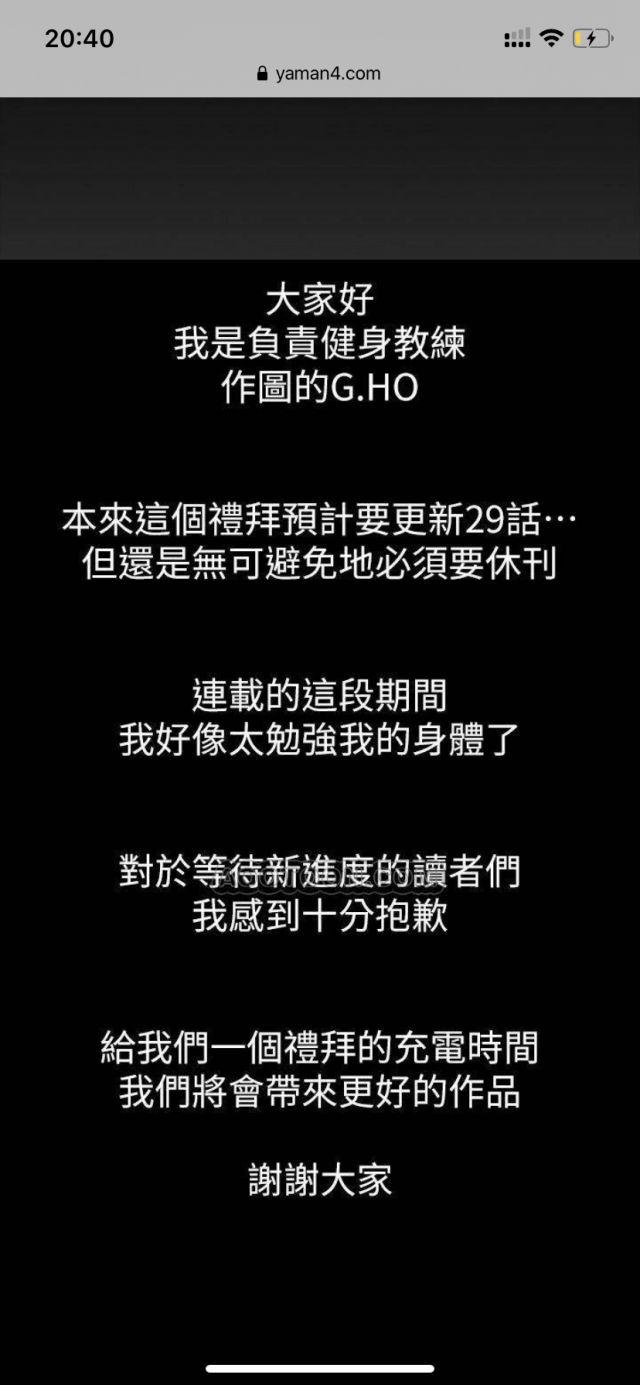 20:40
yaman4.com
大家好
我是負責健身教練
作圖的G.HO
本來這個禮拜預計要更新29話…
但還是無可避免地必須要休刊
連載的這段期間
我好像太勉強我的身體了
對於等待新進度的讀者們
我感到十分抱歉
給我們一個禮拜的充電時間
我們將會帶來更好的作品
謝謝大家